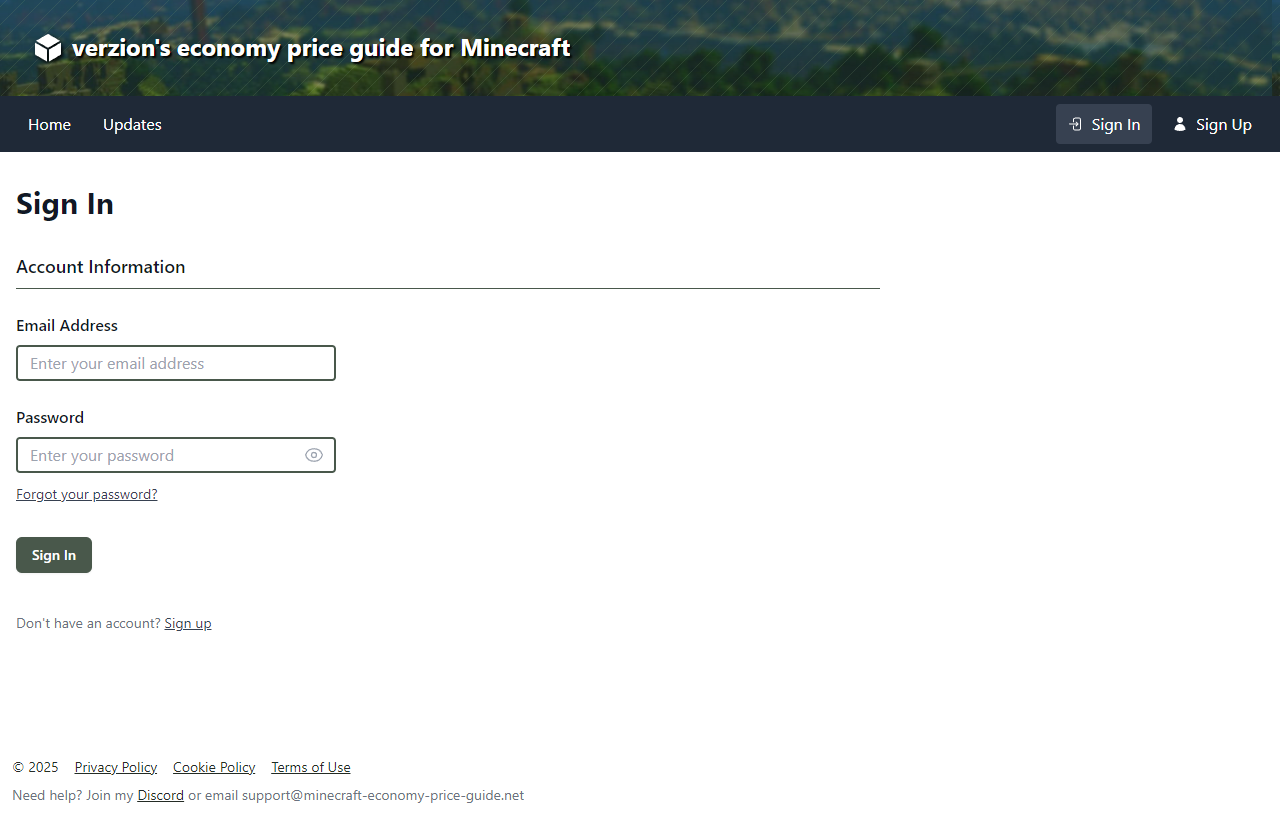 verzion's economy price guide for Minecraft
Home Updates Sign In Sign Up
Sign In
Account Information
Email Address
Enter your email address
Password
Enter your password
Forgot your password?
Sign In
Don't have an account? Sign up
© 2025 Privacy Policy Cookie Policy Terms of Use
Need help? Join my Discord or email support@minecraft-economy-price-guide.net